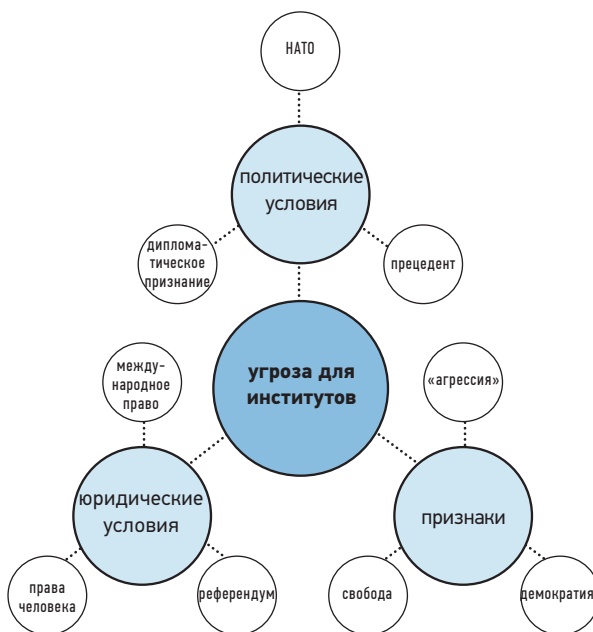 НАТО
политические
условия
диплома-
тическое
признание
прецедент
угроза для
институтов
между-
народное
право
«агрессия»
юридические
условия
признаки
права
человека
референдум
свобода
демократия